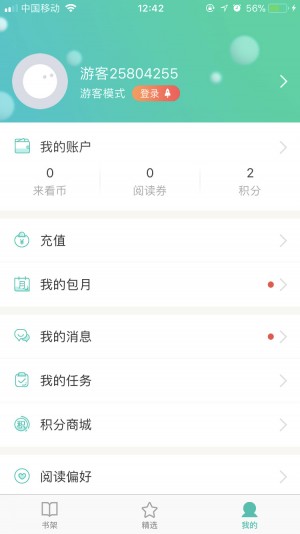 中国移动 12:42 56%
游客25804255
游客模式 登录
我的账户
0 0 2
来看币 阅读券 积分
充值
我的包月
我的消息
我的任务
积分商城
阅读偏好
书架 精选 我的